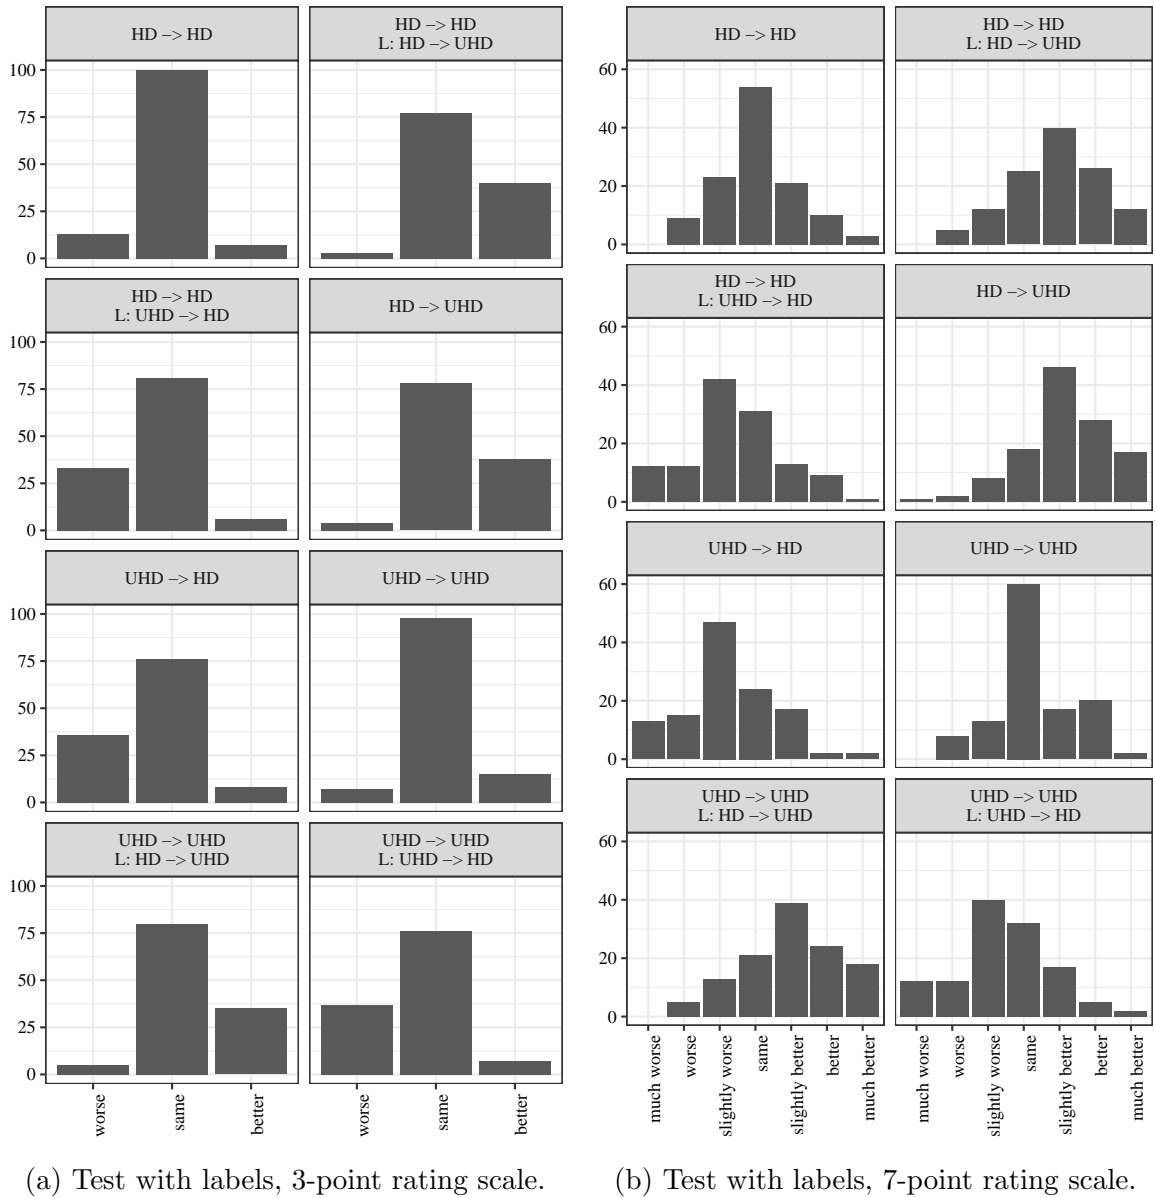 HD –> HD
HD –> HD
L: HD –> UHD
100
75
50
25
0
HD –> HD
L: UHD –> HD
HD –> UHD
100
75
50
25
0
UHD –> HD
UHD –> UHD
100
75
50
25
0
UHD –> UHD
L: HD –> UHD
UHD –> UHD
L: UHD –> HD
100
75
50
25
0
worse
same
better
worse
same
better
(a) Test with labels, 3-point rating scale.
HD –> HD
HD –> HD
L: HD –> UHD
60
40
20
0
HD –> HD
L: UHD –> HD
HD –> UHD
60
40
20
0
UHD –> HD
UHD –> UHD
60
40
20
0
UHD –> UHD
L: HD –> UHD
UHD –> UHD
L: UHD –> HD
60
40
20
0
much worse
worse
slightly worse
same
slightly better
better
much better
much worse
worse
slightly worse
same
slightly better
better
much better
(b) Test with labels, 7-point rating scale.